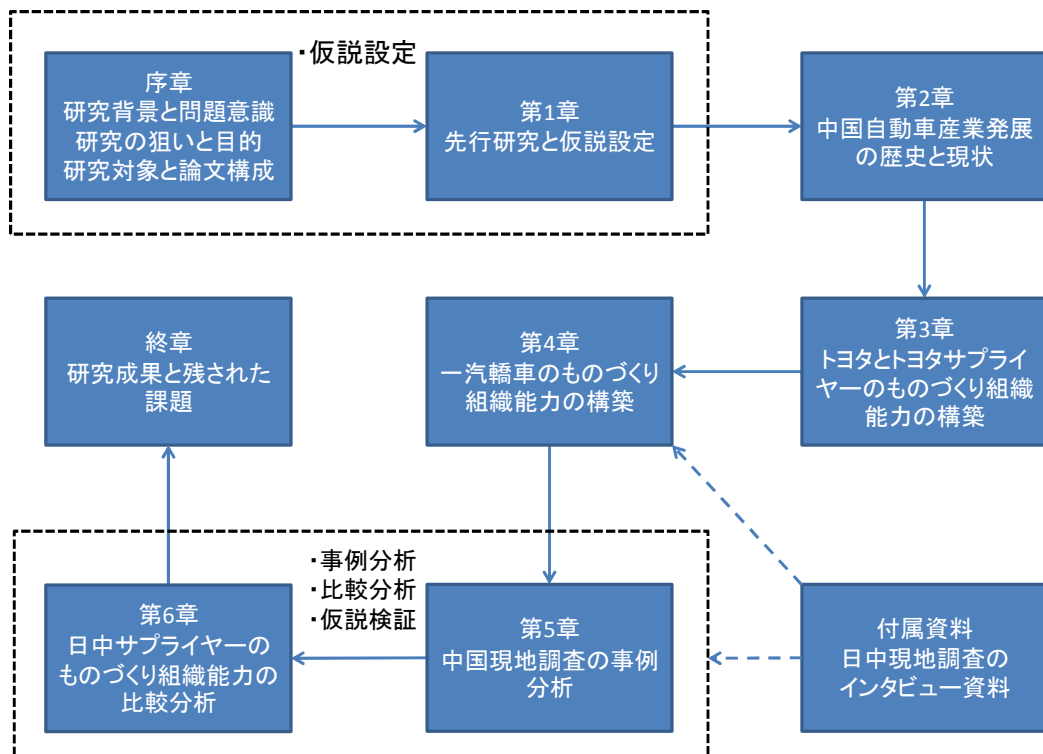 ・仮説設定
序章
研究背景と問題意識
研究の狙いと目的
研究対象と論文構成
第1章
先行研究と仮説設定
第2章
中国自動車産業発展
の歴史と現状
第3章
トヨタとトヨタサプライ
ヤーのものづくり組織
能力の構築
第4章
一汽轎車のものづくり
組織能力の構築
終章
研究成果と残された
課題
・事例分析
・比較分析
・仮説検証
第5章
中国現地調査の事例
分析
第6章
日中サプライヤーの
ものづくり組織能力の
比較分析
付属資料
日中現地調査の
インタビュー資料